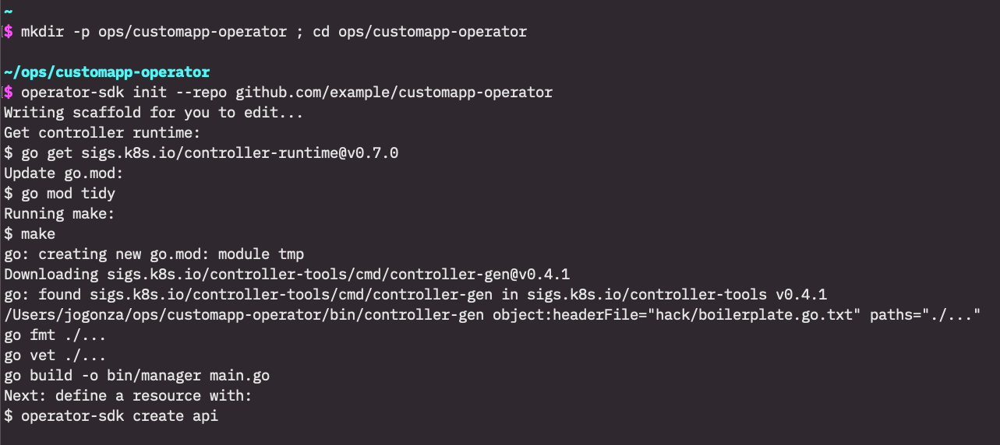 ~
$ mkdir -p ops/customapp-operator ; cd ops/customapp-operator
~/ops/customapp-operator
$ operator-sdk init --repo github.com/example/customapp-operator
Writing scaffold for you to edit...
Get controller runtime:
$ go get sigs.k8s.io/controller-runtime@v0.7.0
Update go.mod:
$ go mod tidy
Running make:
$ make
go: creating new go.mod: module tmp
Downloading sigs.k8s.io/controller-tools/cmd/controller-gen@v0.4.1
go: found sigs.k8s.io/controller-tools/cmd/controller-gen in sigs.k8s.io/controller-tools v0.4.1
/Users/jogonza/ops/customapp-operator/bin/controller-gen object:headerFile="hack/boilerplate.go.txt" paths="./..."
go fmt ./...
go vet ./...
go build -o bin/manager main.go
Next: define a resource with:
$ operator-sdk create api